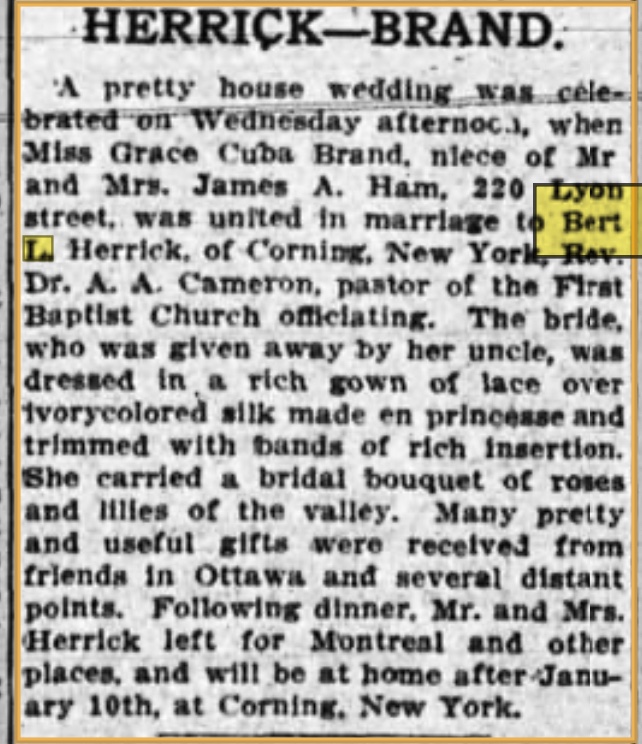 HERRICK—BRAND.
A pretty house wedding was cele-
brated on Wednesday afternoon, when
Miss Grace Cuba Brand, niece of Mr
and Mrs. James A. Ham, 220 Lyon
street, was united in marriage to Bert
L. Herrick, of Corning, New York, Rev.
Dr. A. A. Cameron, pastor of the First
Baptist Church officiating. The bride,
who was given away by her uncle, was
dressed in a rich gown of lace over
ivorycolored silk made en princesse and
trimmed with bands of rich insertion.
She carried a bridal bouquet of roses
and lilies of the valley. Many pretty
and useful gifts were received from
friends in Ottawa and several distant
points. Following dinner, Mr. and Mrs.
Herrick left for Montreal and other
places, and will be at home after Janu-
ary 10th, at Corning, New York.